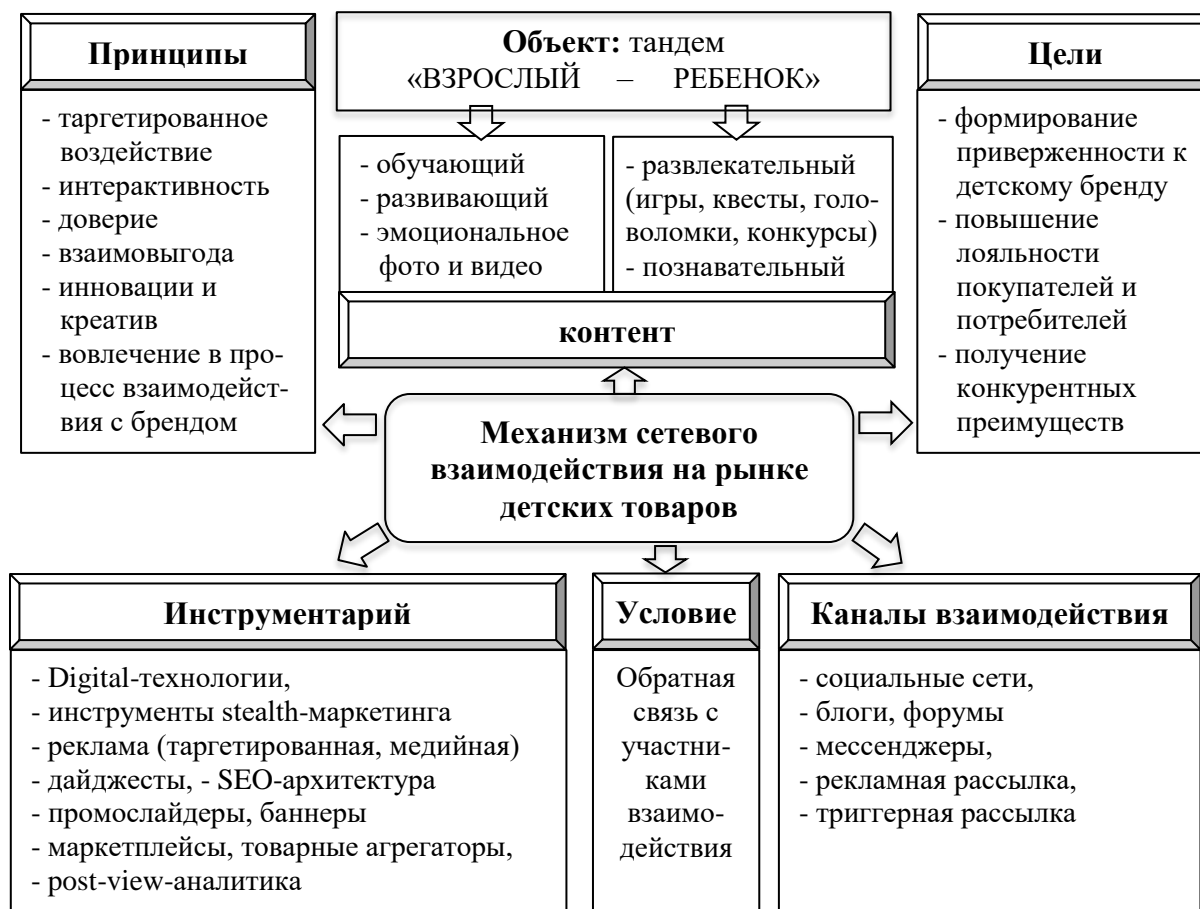 Принципы
- таргетированное
воздействие
- интерактивность
- доверие
- взаимовыгода
- инновации и
креатив
- вовлечение в про-
цесс взаимодейст-
вия с брендом
Объект: тандем
«ВЗРОСЛЫЙ – РЕБЕНОК»
- обучающий
- развивающий
- эмоциональное
фото и видео
- развлекательный
(игры, квесты, голо-
воломки, конкурсы)
- познавательный
контент
Цели
- формирование
приверженности к
детскому бренду
- повышение
лояльности
покупателей и
потребителей
- получение
конкурентных
преимуществ
Механизм сетевого
взаимодействия на рынке
детских товаров
Инструментарий
- Digital-технологии,
- инструменты stealth-маркетинга
- реклама (таргетированная, медийная)
- дайджесты, - SEO-архитектура
- промослайдеры, баннеры
- маркетплейсы, товарные агрегаторы,
- post-view-аналитика
Условие
Обратная
связь с
участни-
ками
взаимо-
действия
Каналы взаимодействия
- социальные сети,
- блоги, форумы
- мессенджеры,
- рекламная рассылка,
- триггерная рассылка